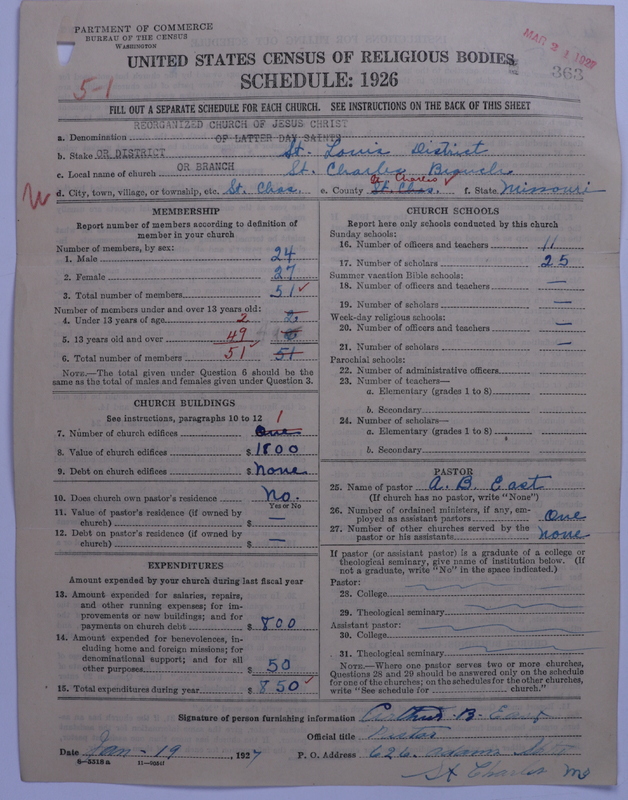 PARTMENT OF COMMERCE
BUREAU OF THE CENSUS
WASHINGTON
MAR 21 1927
363
UNITED STATES CENSUS OF RELIGIOUS BODIES
5-1
SCHEDULE: 1926
FILL OUT A SEPARATE SCHEDULE FOR EACH CHURCH. SEE INSTRUCTIONS ON THE BACK OF THIS SHEET
REORGANIZED CHURCH OF JESUS CHRIST
a. Denomination OF LATTER DAY SAINTS
b. Stake OR DISTRICT St. Louis District
c. Local name of church OR BRANCH St. Charles Branch
d. City, town, village, or township, etc. St. Chas. e. County St. Chas. St Charles f. State Missouri
MEMBERSHIP
Report number of members according to definition of
member in your church
Number of members, by sex:
1. Male 24
2. Female 27
3. Total number of members 51
Number of members under and over 13 years old:
4. Under 13 years of age 2 2
5. 13 years old and over 49
6. Total number of members 51 51
NOTE.—The total given under Question 6 should be the
same as the total of males and females given under Question 3.
CHURCH BUILDINGS
See instructions, paragraphs 10 to 12
7. Number of church edifices One 1
8. Value of church edifices $ 1800
9. Debt on church edifices $ None
10. Does church own pastor's residence No.
Yes or No
11. Value of pastor's residence (if owned by
church) $ —
12. Debt on pastor's residence (if owned by
church) $ —
EXPENDITURES
Amount expended by your church during last fiscal year
13. Amount expended for salaries, repairs,
and other running expenses; for im-
provements or new buildings; and for
payments on church debt $ 800
14. Amount expended for benevolences, in-
cluding home and foreign missions; for
denominational support; and for all
other purposes $ 50
15. Total expenditures during year $ 850
CHURCH SCHOOLS
Report here only schools conducted by this church
Sunday schools:
16. Number of officers and teachers 11
17. Number of scholars 25
Summer vacation Bible schools:
18. Number of officers and teachers —
19. Number of scholars —
Week-day religious schools:
20. Number of officers and teachers —
21. Number of scholars —
Parochial schools:
22. Number of administrative officers
23. Number of teachers—
a. Elementary (grades 1 to 8)
b. Secondary
24. Number of scholars—
a. Elementary (grades 1 to 8)
b. Secondary
PASTOR
25. Name of pastor A. B. East
(If church has no pastor, write "None")
26. Number of ordained ministers, if any, em-
ployed as assistant pastors One
27. Number of other churches served by the
pastor or his assistants None
If pastor (or assistant pastor) is a graduate of a college or
theological seminary, give name of institution below. (If
not a graduate, write "No" in the space indicated.)
Pastor:
28. College
29. Theological seminary
Assistant pastor:
30. College
31. Theological seminary
NOTE.—Where one pastor serves two or more churches,
Questions 28 and 29 should be answered only on the schedule
for one of the churches; on the schedules for the other churches,
write "See schedule for church."
Signature of person furnishing information Arthur B. East
Official title Pastor
Date Jan - 19, 1927 P. O. Address 626 Adams St
St Charles Mo
8—5518a 11—00547